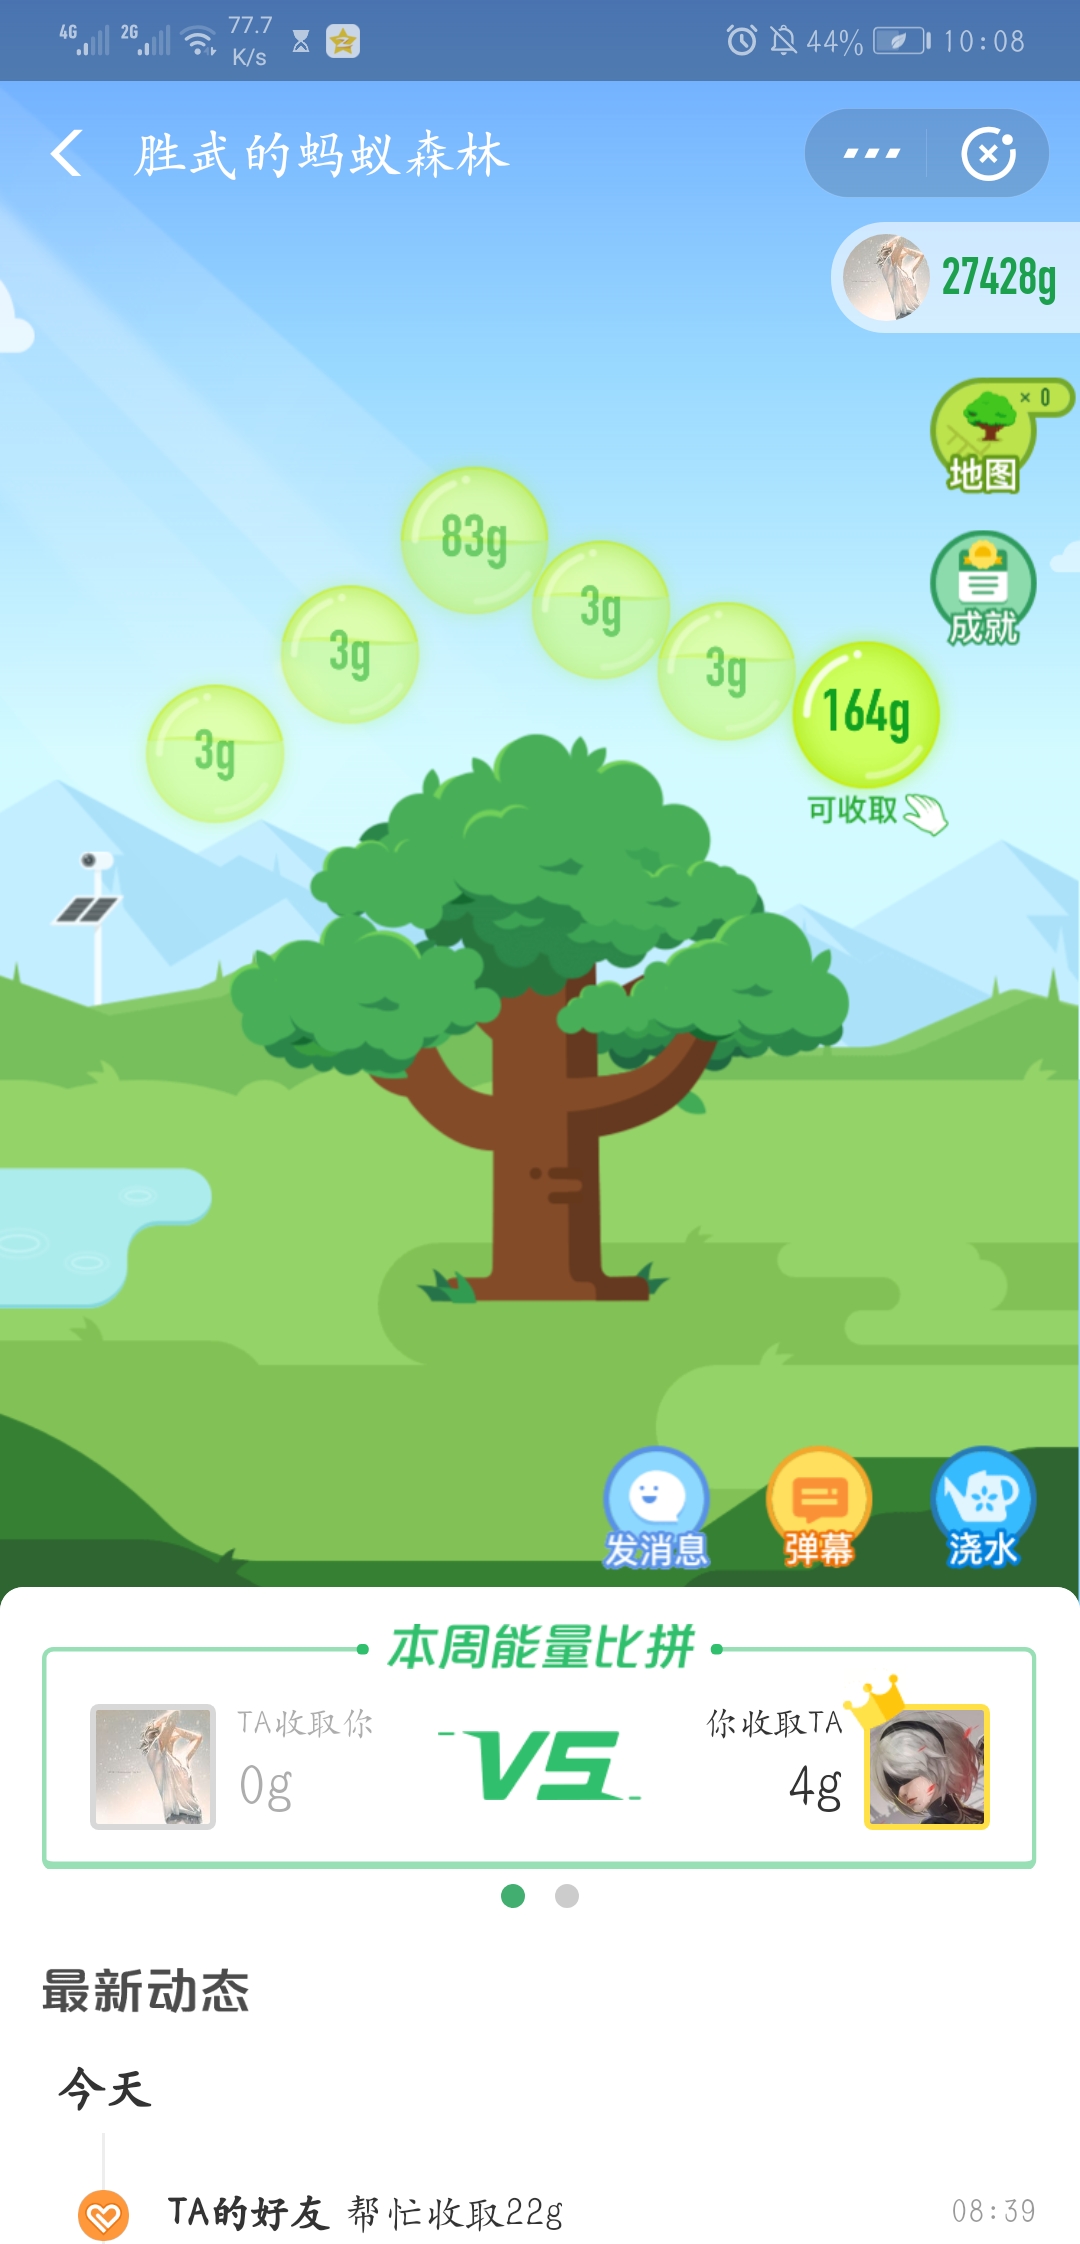 4G 2G 77.7 K/s 44% 10:08
胜武的蚂蚁森林
27428g
× 0
地图
成就
83g
3g
3g
3g
3g
164g
可收取
发消息 弹幕 浇水
本周能量比拼
TA收取你 你收取TA
0g VS 4g
最新动态
今天
TA的好友 帮忙收取22g 08:39